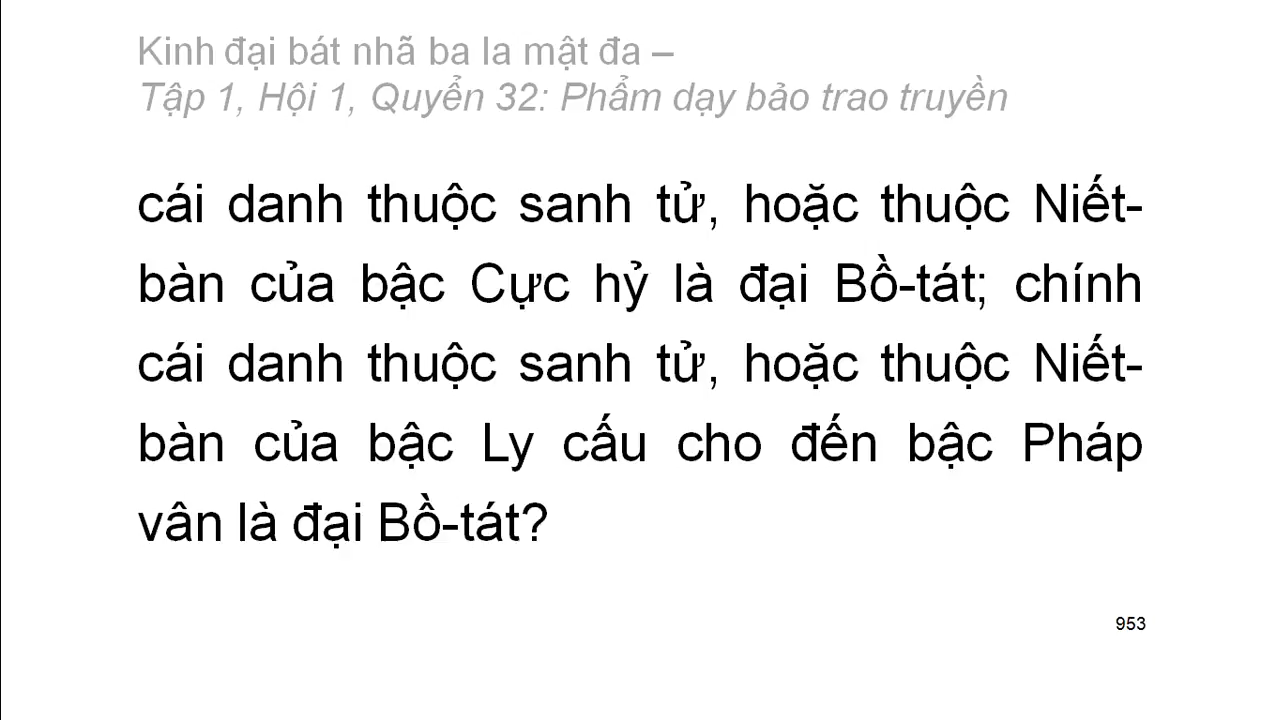 Kinh đại bát nhã ba la mật đa –
Tập 1, Hội 1, Quyển 32: Phẩm dạy bảo trao truyền
cái danh thuộc sanh tử, hoặc thuộc Niết-
bàn của bậc Cực hỷ là đại Bồ-tát; chính
cái danh thuộc sanh tử, hoặc thuộc Niết-
bàn của bậc Ly cấu cho đến bậc Pháp
vân là đại Bồ-tát?
953